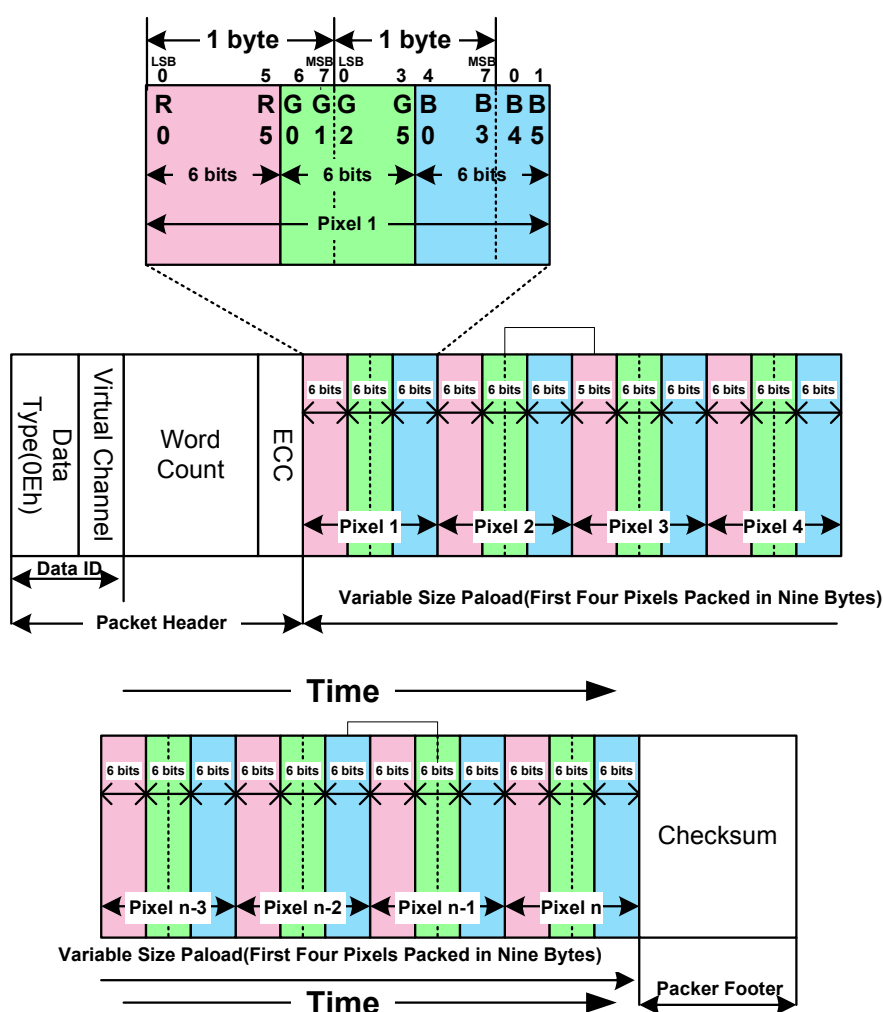 1 byte 1 byte
LSB MSB LSB MSB
0 5 6 7 0 3 4 7 0 1
R R G G G G B B B B
0 5 0 1 2 5 0 3 4 5
6 bits 6 bits 6 bits
Pixel 1
Data
Type(0Eh)
Virtual Channel
Word
Count
ECC
6 bits 6 bits 6 bits 6 bits 6 bits 6 bits 5 bits 6 bits 6 bits 6 bits 6 bits 6 bits
Pixel 1 Pixel 2 Pixel 3 Pixel 4
Data ID
Variable Size Paload(First Four Pixels Packed in Nine Bytes)
Packet Header
Time
6 bits 6 bits 6 bits 6 bits 6 bits 6 bits 6 bits 6 bits 6 bits 6 bits 6 bits 6 bits
Checksum
Pixel n-3 Pixel n-2 Pixel n-1 Pixel n
Variable Size Paload(First Four Pixels Packed in Nine Bytes)
Packer Footer
Time